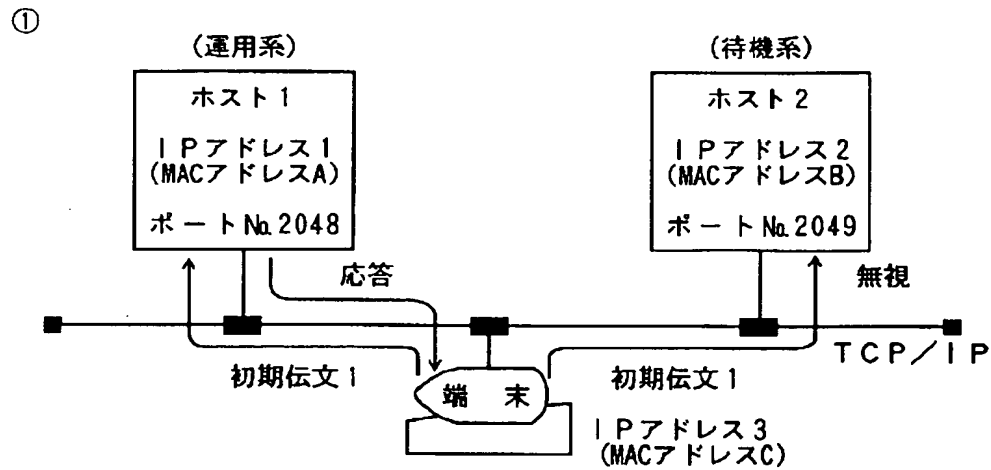 ①
(運用系)
ホスト1
IPアドレス1
(MACアドレスA)
ポートNo.2048
(待機系)
ホスト2
IPアドレス2
(MACアドレスB)
ポートNo.2049
応答
無視
TCP/IP
初期伝文1
初期伝文1
端末
IPアドレス3
(MACアドレスC)